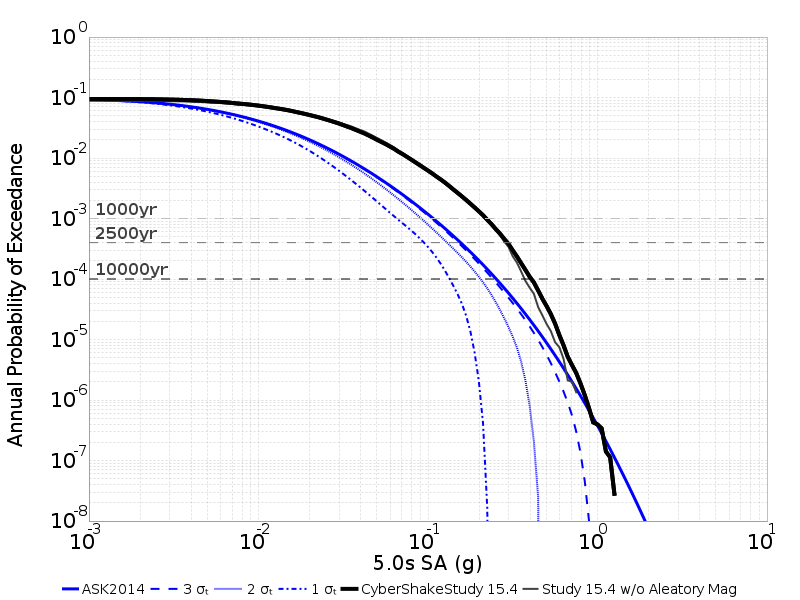 10^0
10^-1
10^-2
10^-3
10^-4
10^-5
10^-6
10^-7
10^-8
Annual Probability of Exceedance
1000yr
2500yr
10000yr
10^-3 10^-2 10^-1 10^0 10^1
5.0s SA (g)
ASK2014 3 σₜ 2 σₜ 1 σₜ CyberShakeStudy 15.4 Study 15.4 w/o Aleatory Mag